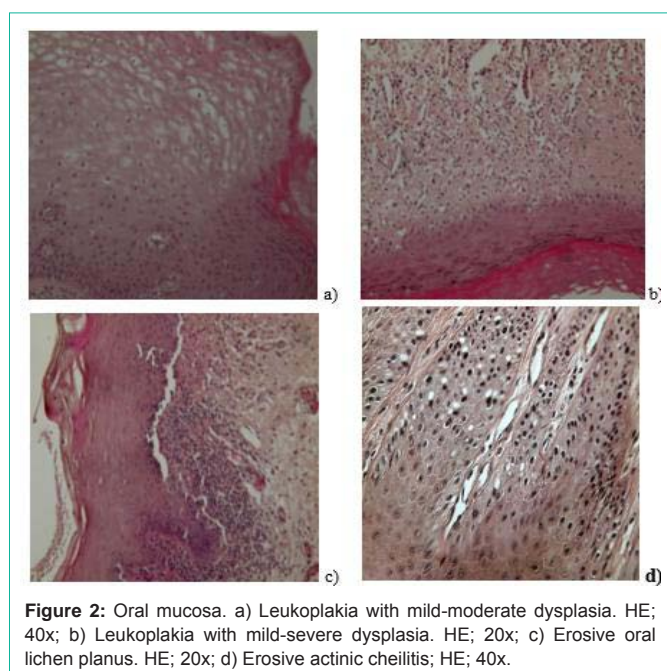 a)
b)
c)
d)
Figure 2: Oral mucosa. a) Leukoplakia with mild-moderate dysplasia. HE;
40x; b) Leukoplakia with mild-severe dysplasia. HE; 20x; c) Erosive oral
lichen planus. HE; 20x; d) Erosive actinic cheilitis; HE; 40x.